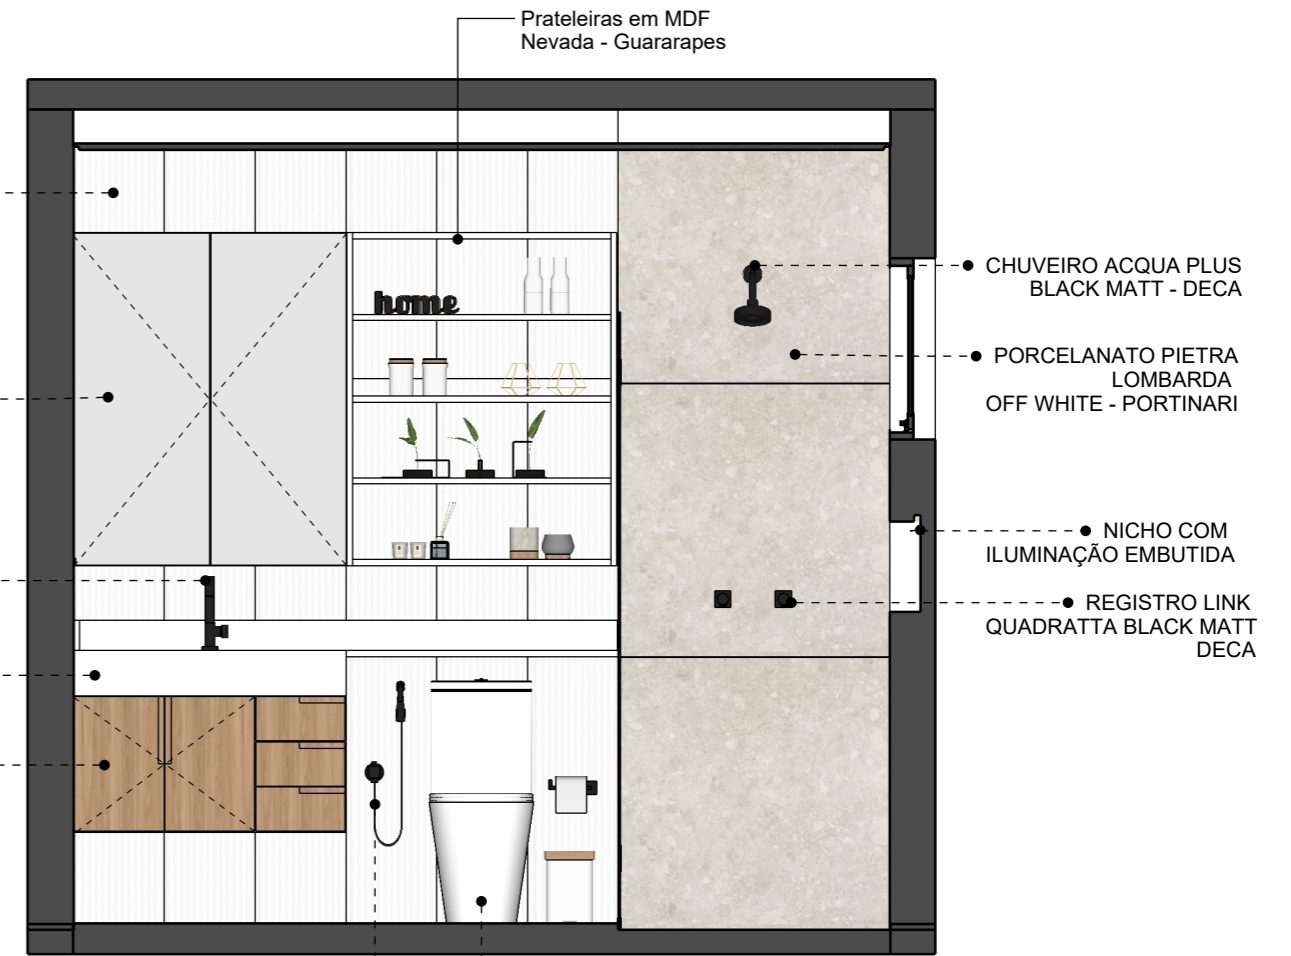 Prateleiras em MDF
Nevada - Guararapes
home
CHUVEIRO ACQUA PLUS
BLACK MATT - DECA
PORCELANATO PIETRA
LOMBARDA
OFF WHITE - PORTINARI
NICHO COM
ILUMINAÇÃO EMBUTIDA
REGISTRO LINK
QUADRATTA BLACK MATT
DECA